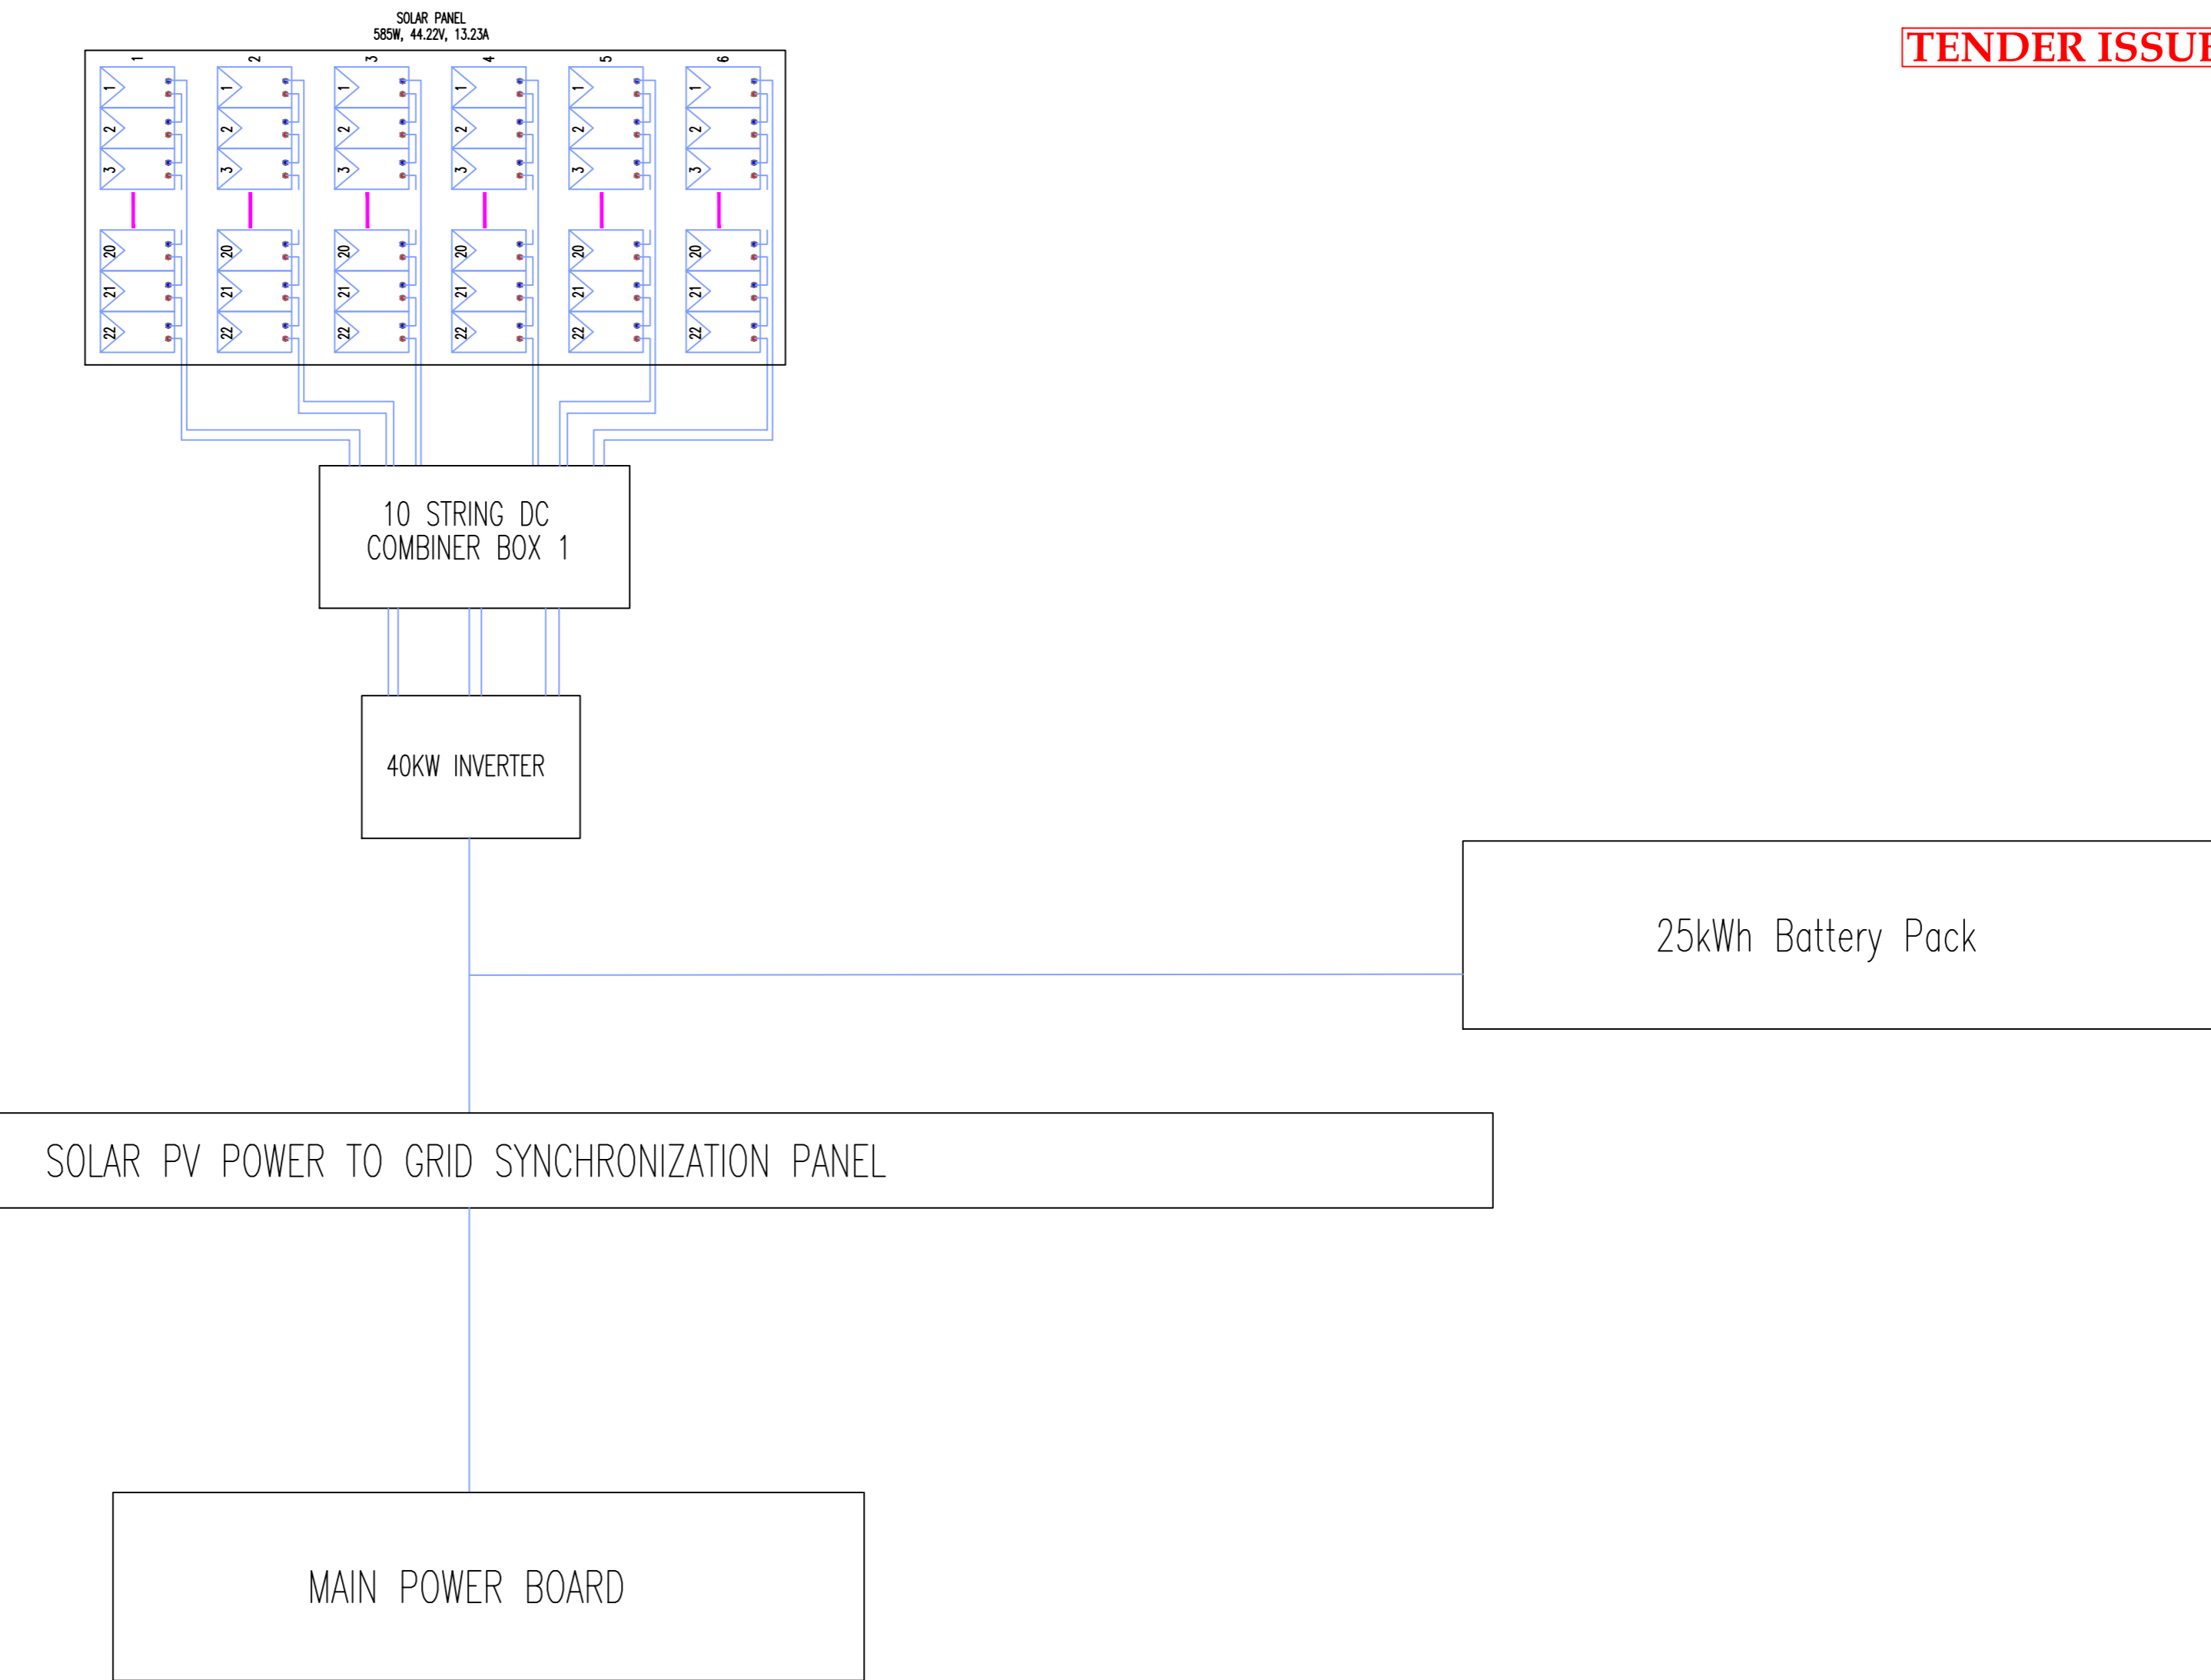 SOLAR PANEL
585W, 44.22V, 13.23A
TENDER ISSUE
1 2 3 4 5 6
1 1 1 1 1 1
2 2 2 2 2 2
3 3 3 3 3 3
20 20 20 20 20 20
21 21 21 21 21 21
22 22 22 22 22 22
10 STRING DC
COMBINER BOX 1
40KW INVERTER
25kWh Battery Pack
SOLAR PV POWER TO GRID SYNCHRONIZATION PANEL
MAIN POWER BOARD